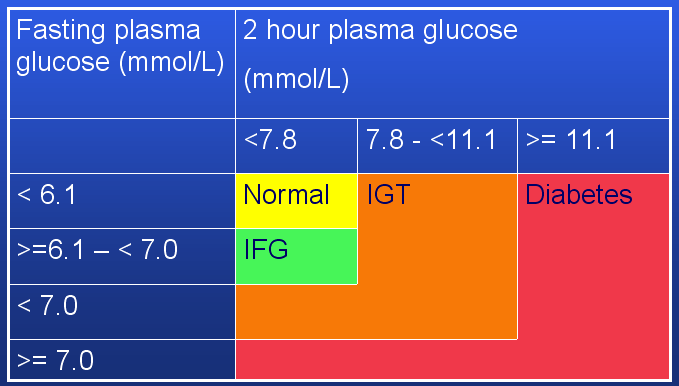 Fasting plasma
glucose (mmol/L)
2 hour plasma glucose
(mmol/L)
<7.8
7.8 - <11.1
>= 11.1
< 6.1
Normal
IGT
Diabetes
>=6.1 – < 7.0
IFG
< 7.0
>= 7.0